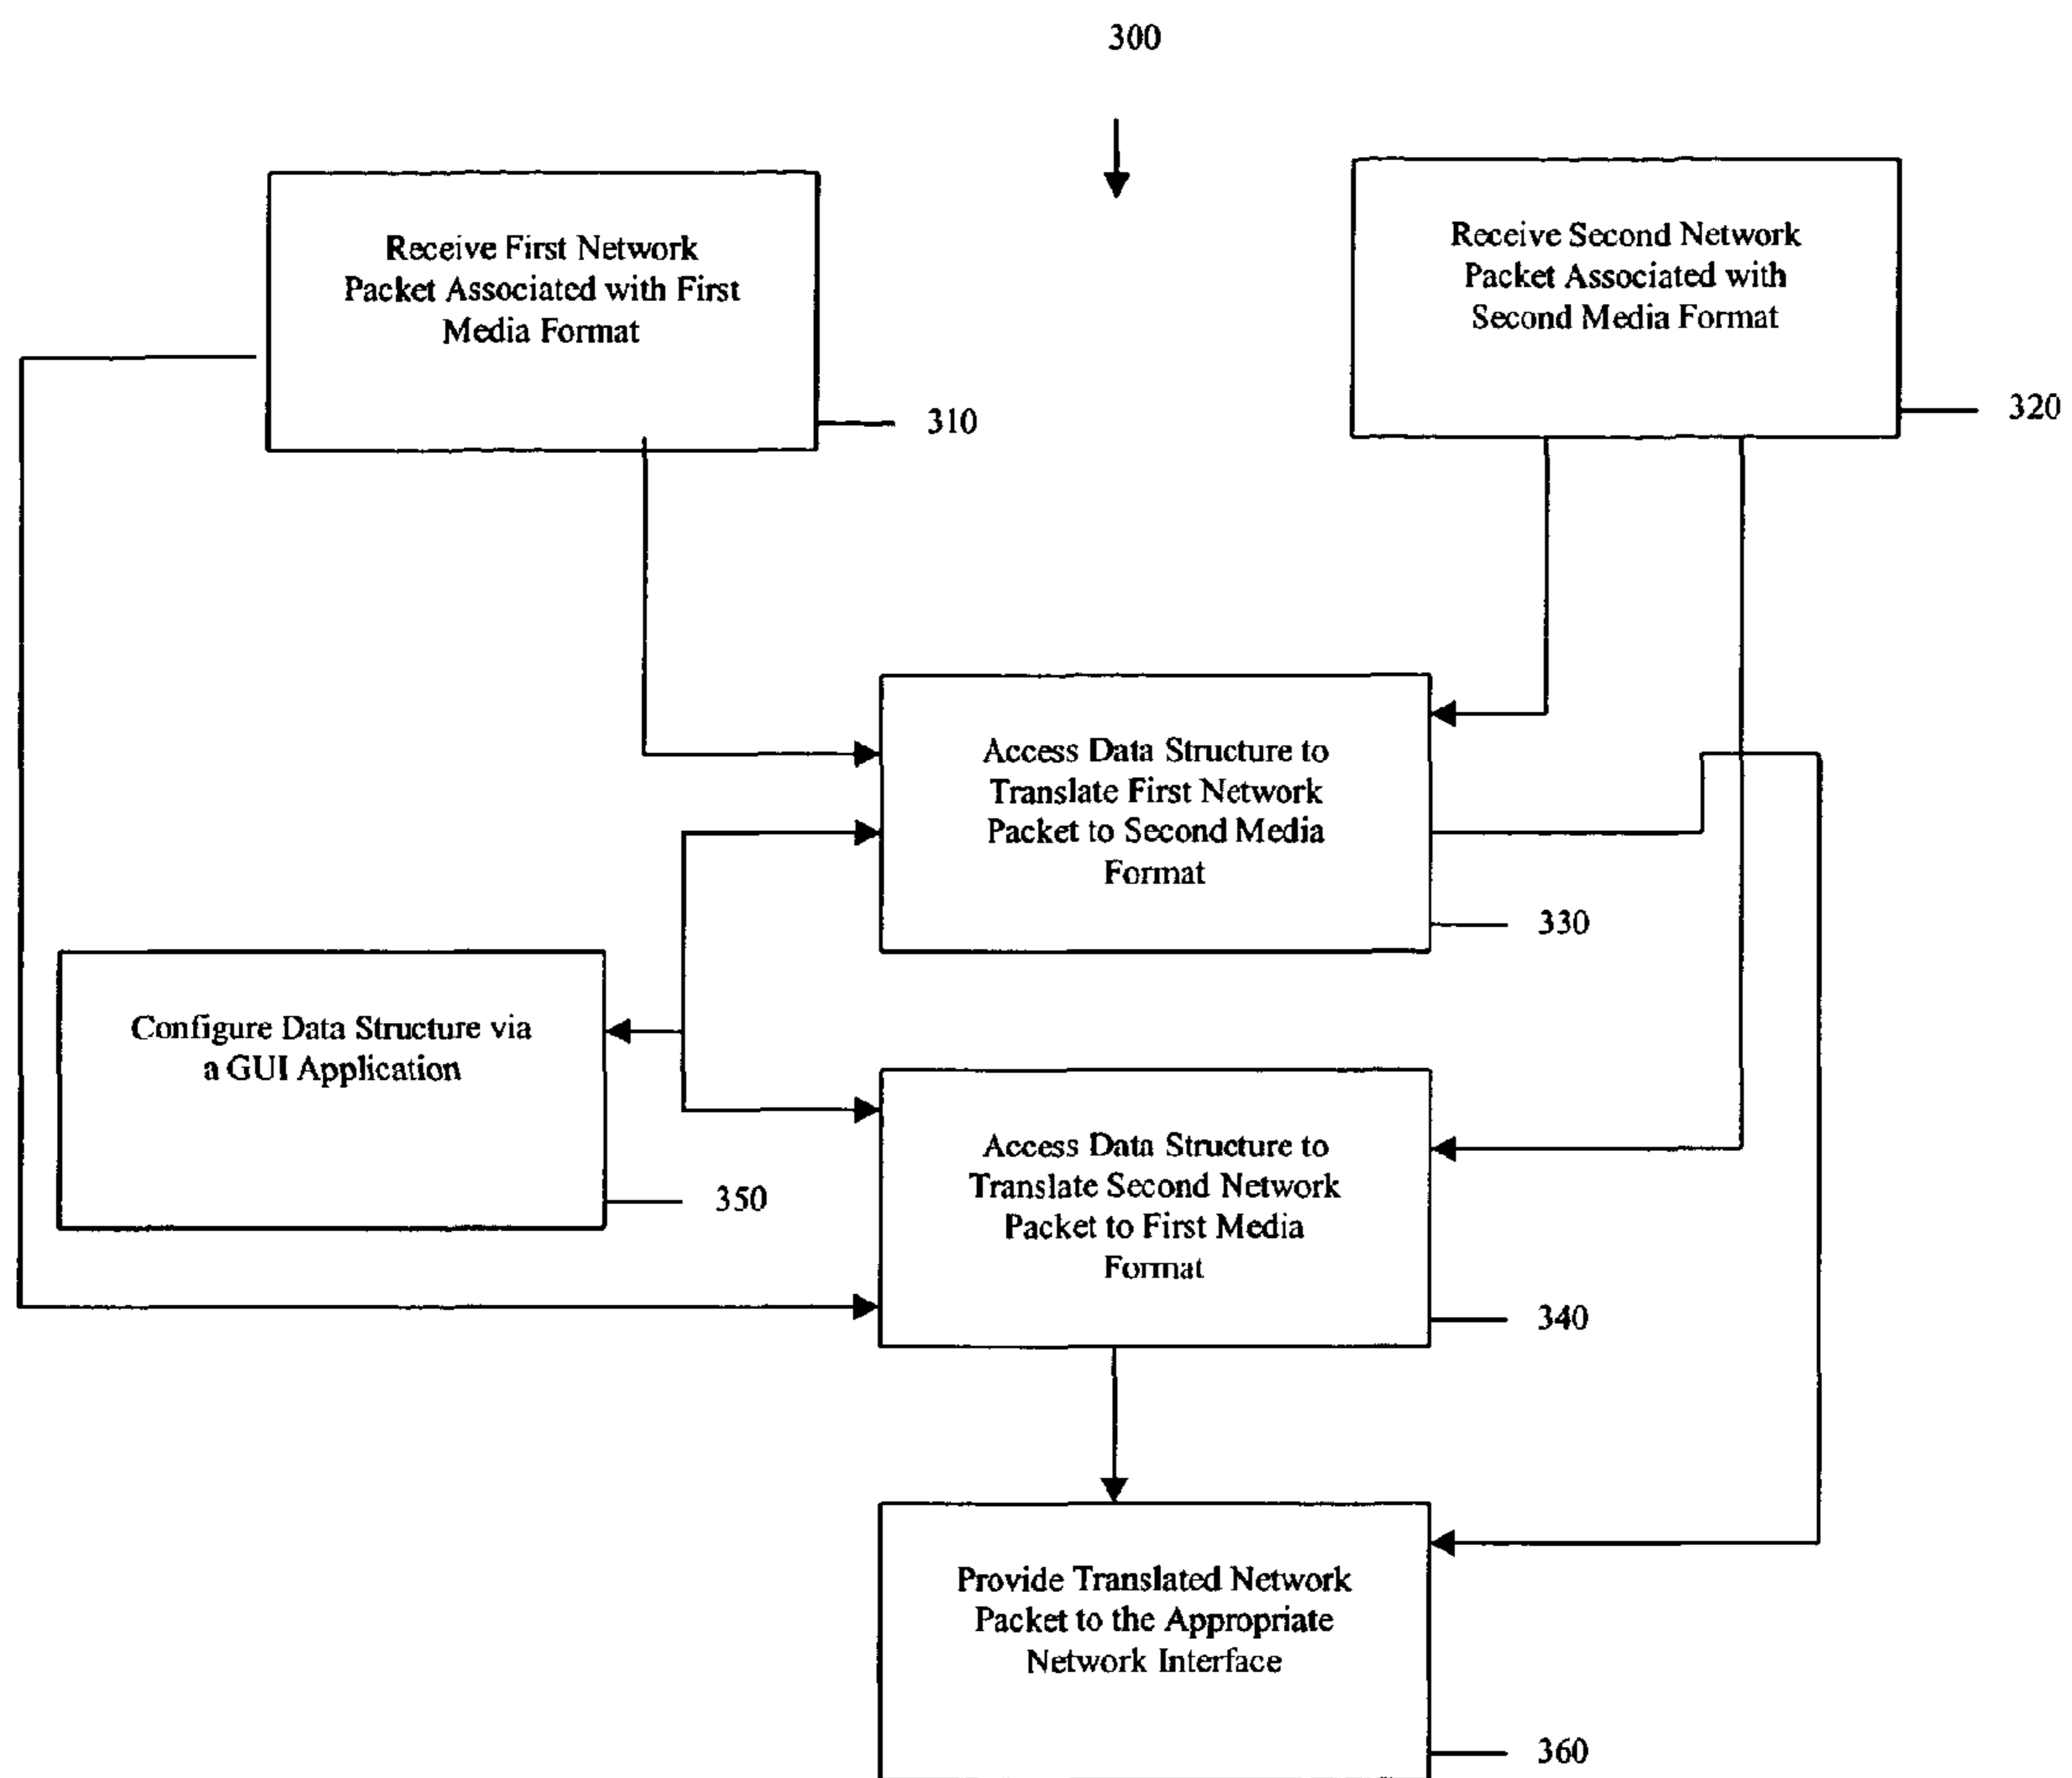 300
Receive First Network
Packet Associated with First
Media Format
310
Receive Second Network
Packet Associated with
Second Media Format
320
Access Data Structure to
Translate First Network
Packet to Second Media
Format
330
Configure Data Structure via
a GUI Application
350
Access Data Structure to
Translate Second Network
Packet to First Media
Format
340
Provide Translated Network
Packet to the Appropriate
Network Interface
360